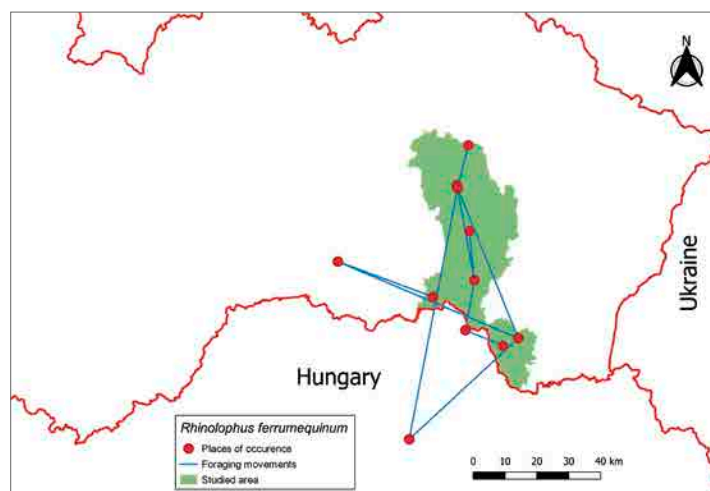 N
Ukraine
Hungary
Rhinolophus ferrumequinum
Places of occurence
Foraging movements
Studied area
0 10 20 30 40 km